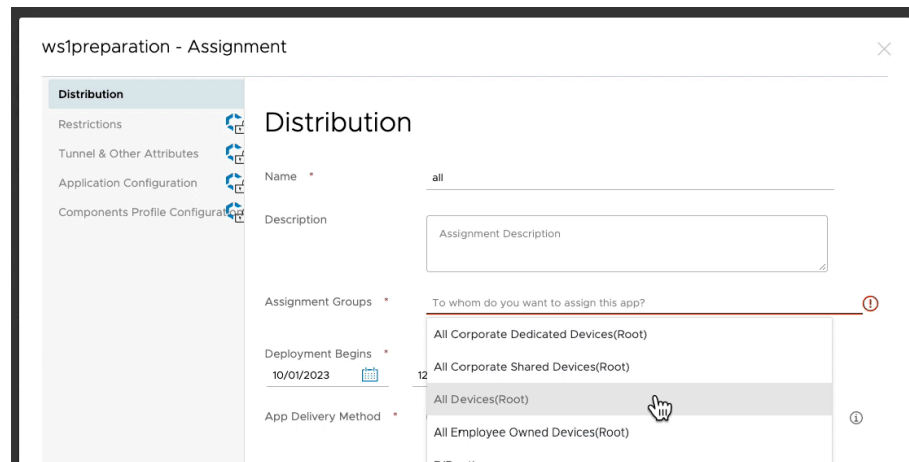 ws1preparation - Assignment
Distribution
Restrictions
Tunnel & Other Attributes
Application Configuration
Components Profile Configuration
Distribution
Name *
all
Description
Assignment Description
Assignment Groups *
To whom do you want to assign this app?
All Corporate Dedicated Devices(Root)
Deployment Begins *
All Corporate Shared Devices(Root)
10/01/2023
12
All Devices(Root)
App Delivery Method *
All Employee Owned Devices(Root)